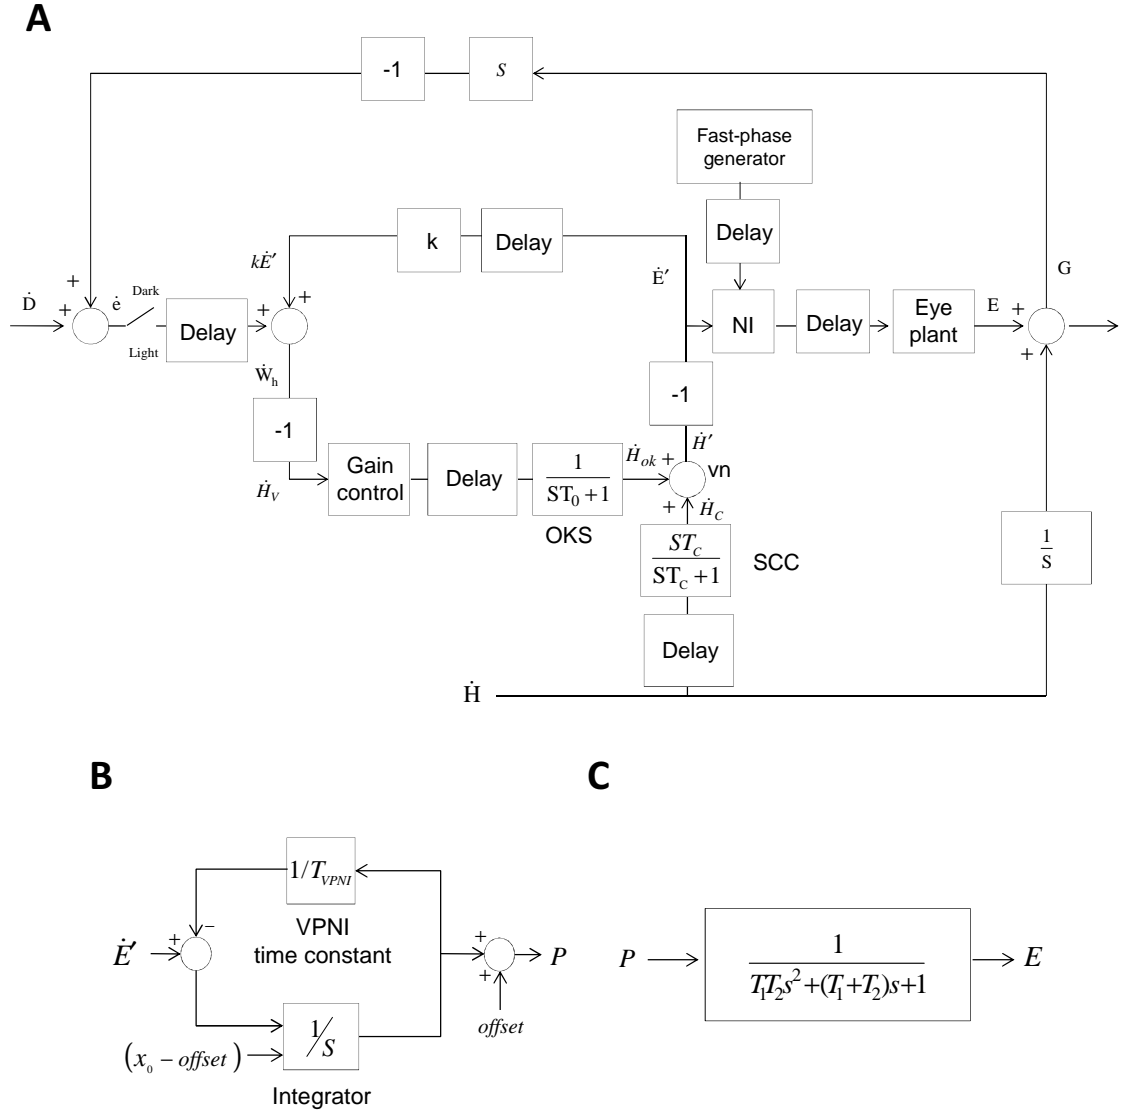 A
-1
S
G
Fast-phase
generator
Delay
k
Delay
kĖ′
Ė′
+
Ḋ
+
ė
Dark
Light
Delay
+
+
NI
Delay
Eye
plant
E
+
+
Ẇh
-1
-1
Ḣ′
ḢV
Gain
control
Delay
1
ST0 +1
OKS
Ḣok
+
vn
+
ḢC
STC
STC +1
SCC
1
S
Delay
Ḣ
B
1/TVPNI
VPNI
time constant
−
+
Ė′
+
P
+
offset
1/S
(x0 − offset)
Integrator
C
P
1
T1T2s2+(T1+T2)s+1
E